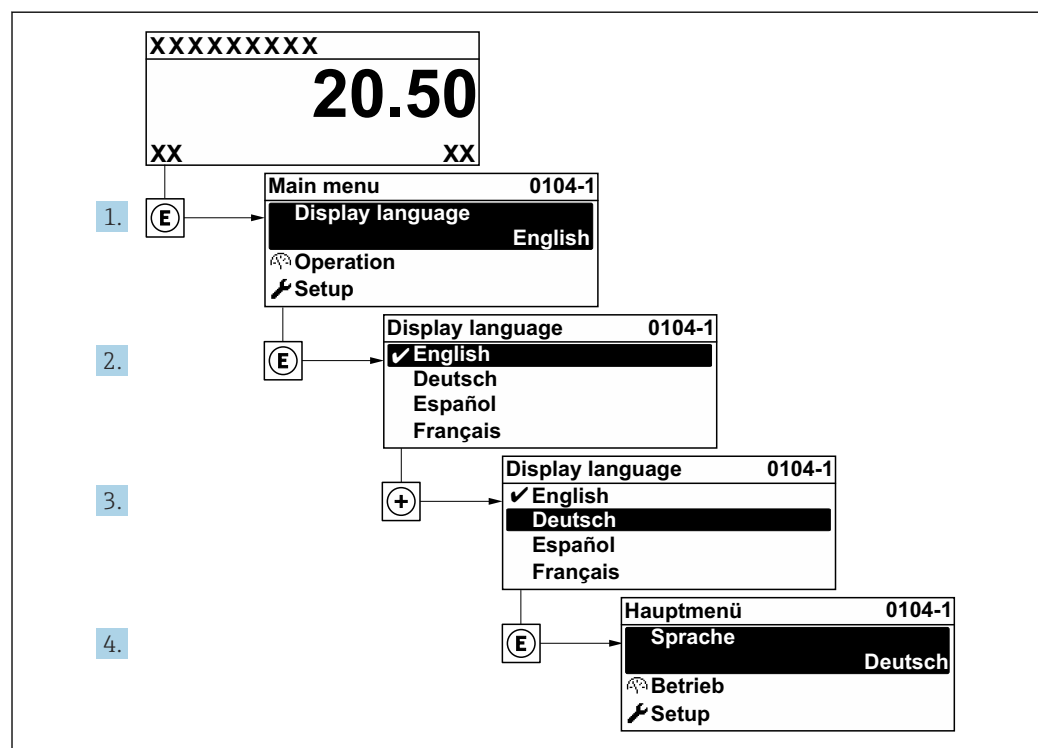 XXXXXXXXX
20.50
XX XX
1. E
Main menu 0104-1
Display language
English
Operation
Setup
2. E
Display language 0104-1
✔English
Deutsch
Español
Français
3. +
Display language 0104-1
✔English
Deutsch
Español
Français
4. E
Hauptmenü 0104-1
Sprache
Deutsch
Betrieb
Setup